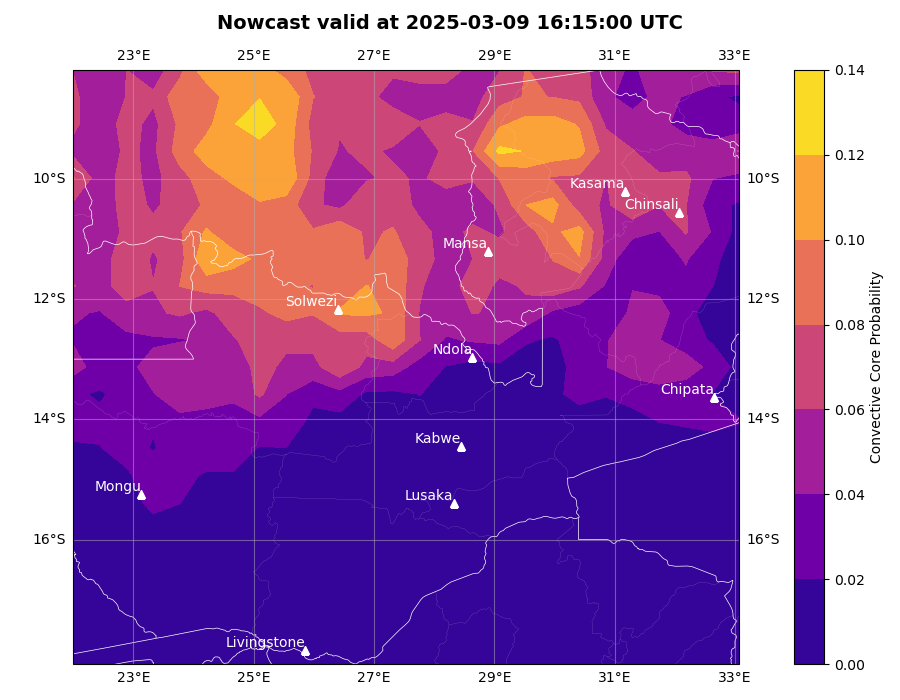 Nowcast valid at 2025-03-09 16:15:00 UTC
23°E 25°E 27°E 29°E 31°E 33°E
0.14
0.12
10°S 10°S
Kasama
Chinsali
0.10
Mansa
12°S 12°S
Solwezi
0.08
Ndola
Chipata
0.06
14°S 14°S
Kabwe
Mongu
Lusaka
0.04
16°S 16°S
0.02
Livingstone
0.00
23°E 25°E 27°E 29°E 31°E 33°E
Convective Core Probability